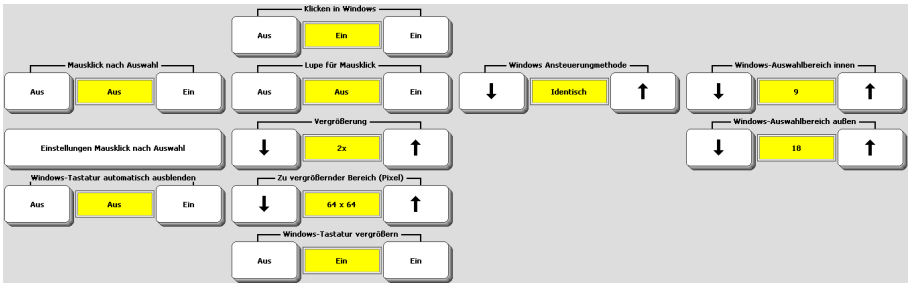 Klicken in Windows
Aus Ein Ein
Mausklick nach Auswahl Lupe für Mausklick Windows Ansteuerungmethode Windows-Auswahlbereich innen
Aus Aus Ein Aus Aus Ein ↓ Identisch ↑ ↓ 9 ↑
Vergrößerung Windows-Auswahlbereich außen
Einstellungen Mausklick nach Auswahl ↓ 2x ↑ ↓ 18 ↑
Windows-Tastatur automatisch ausblenden Zu vergrößernder Bereich (Pixel)
Aus Aus Ein ↓ 64 x 64 ↑
Windows-Tastatur vergrößern
Aus Ein Ein